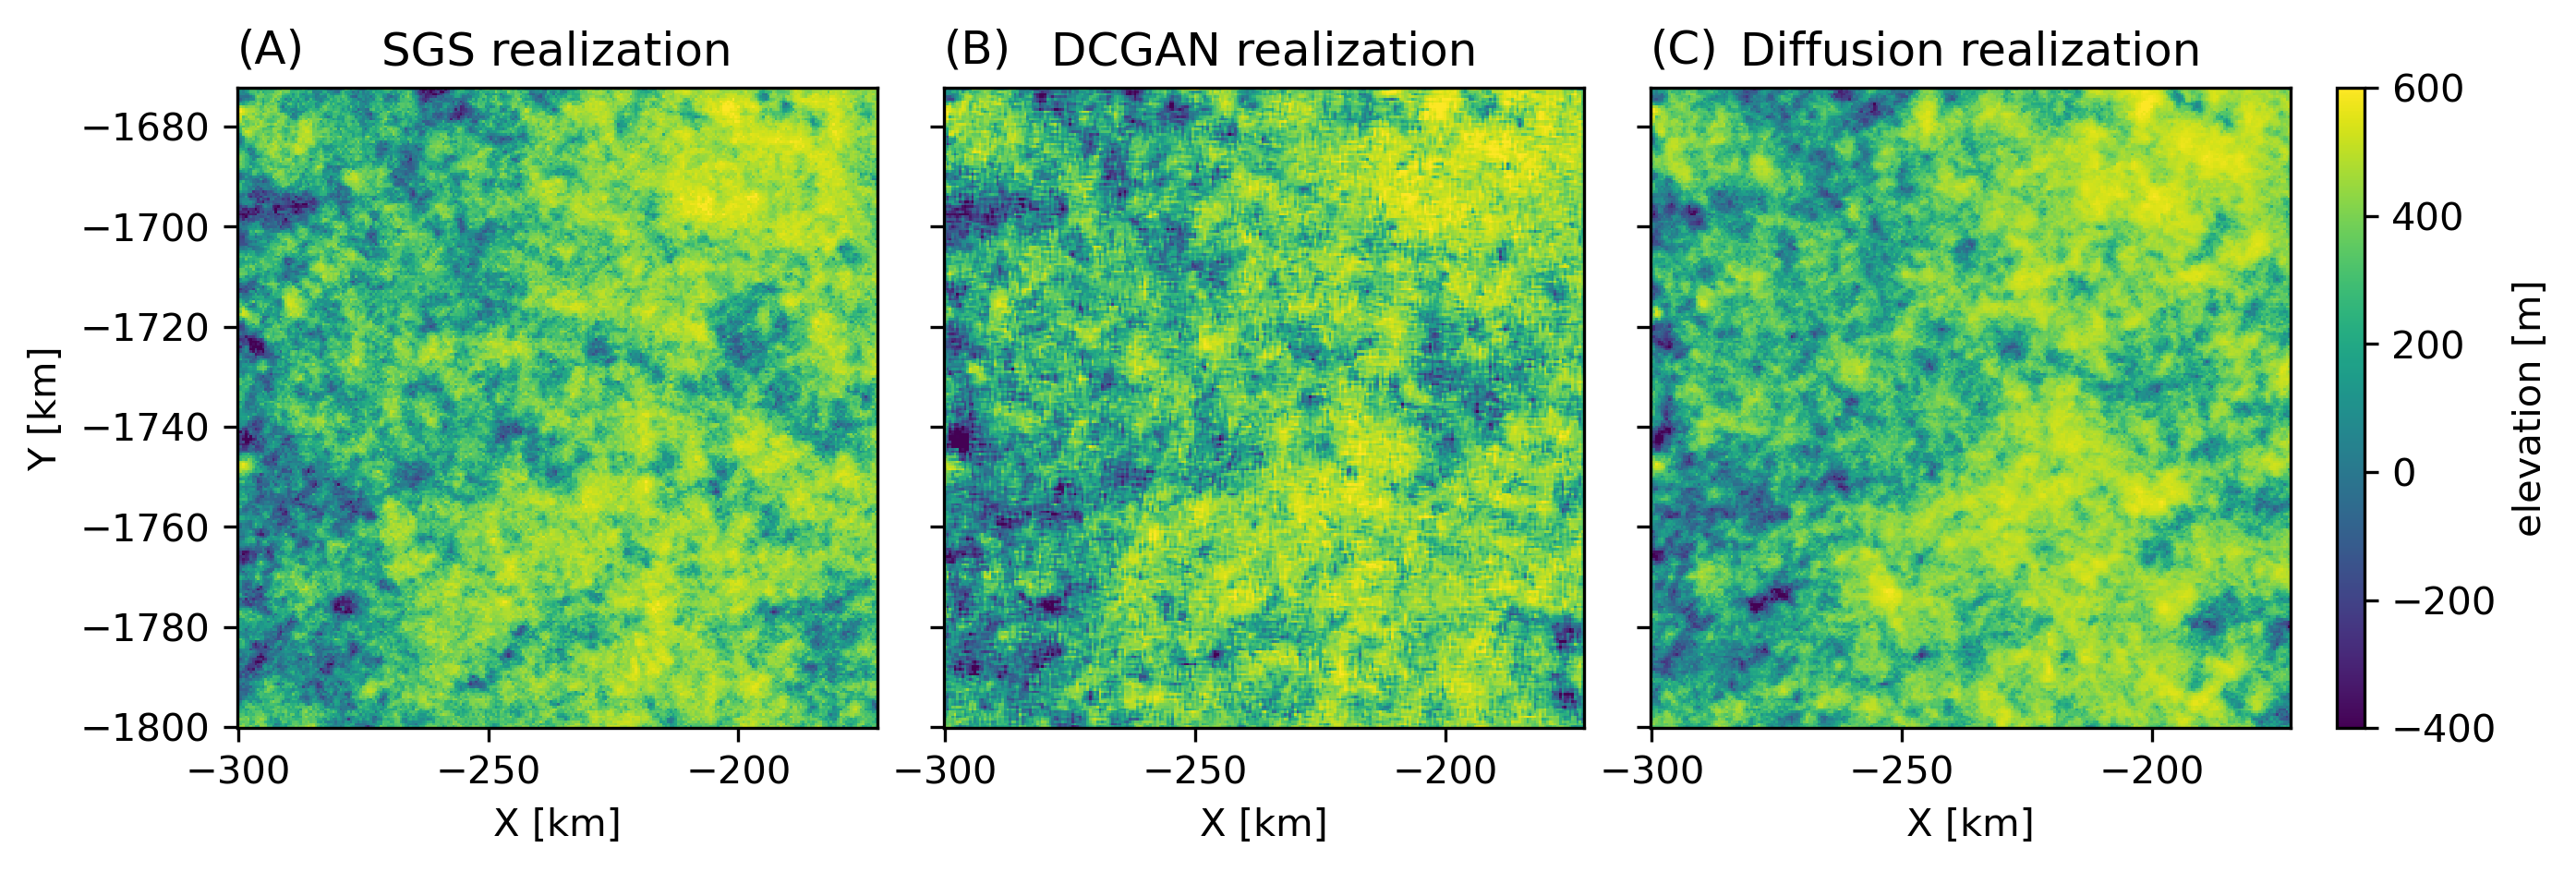 (A) SGS realization
(B) DCGAN realization
(C) Diffusion realization
Y [km]
−1680
−1700
−1720
−1740
−1760
−1780
−1800
−300 −250 −200
X [km]
−300 −250 −200
X [km]
−300 −250 −200
X [km]
600
400
200
0
−200
−400
elevation [m]